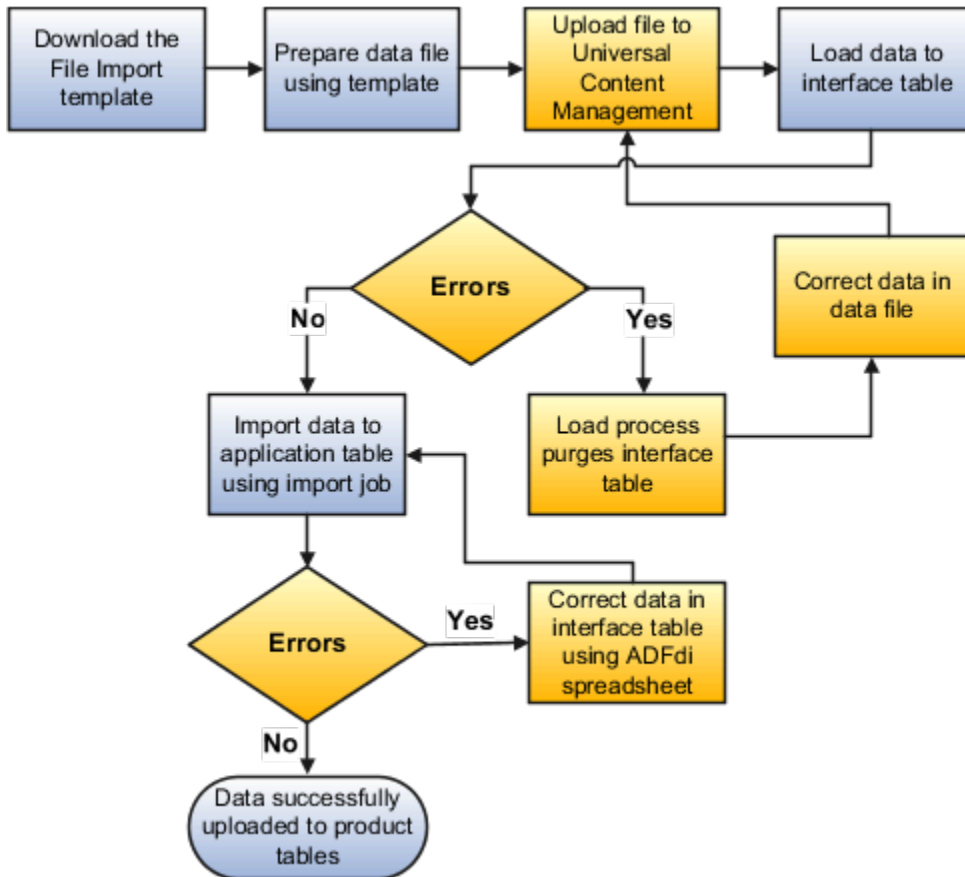 Download the
File Import
template
Prepare data file
using template
Upload file to
Universal
Content
Management
Load data to
interface table
Errors
No
Yes
Correct data in
data file
Import data to
application table
using import job
Load process
purges interface
table
Errors
Yes
Correct data in
interface table
using ADFdi
spreadsheet
No
Data successfully
uploaded to product
tables